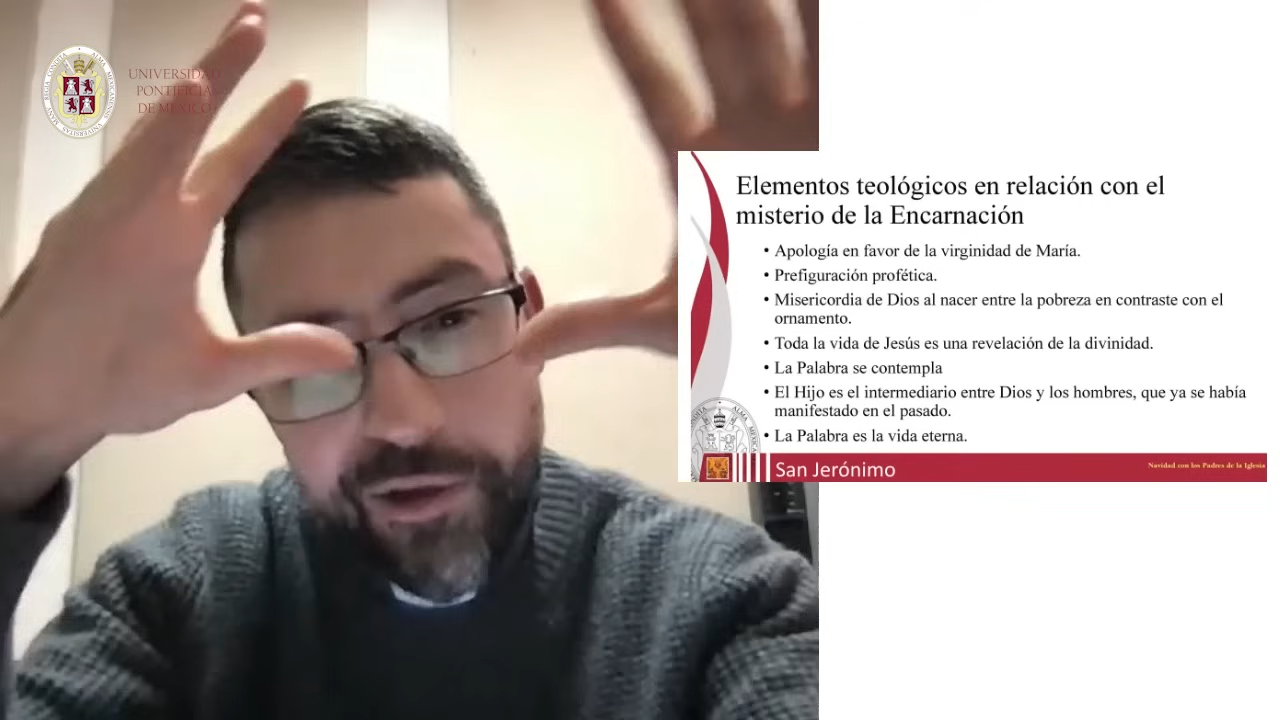 UNIVERSIDAD
PONTIFICIA
DE MÉXICO
Elementos teológicos en relación con el
misterio de la Encarnación
• Apología en favor de la virginidad de María.
• Prefiguración profética.
• Misericordia de Dios al nacer entre la pobreza en contraste con el
ornamento.
• Toda la vida de Jesús es una revelación de la divinidad.
• La Palabra se contempla
• El Hijo es el intermediario entre Dios y los hombres, que ya se había
manifestado en el pasado.
• La Palabra es la vida eterna.
San Jerónimo
Navidad con los Padres de la Iglesia